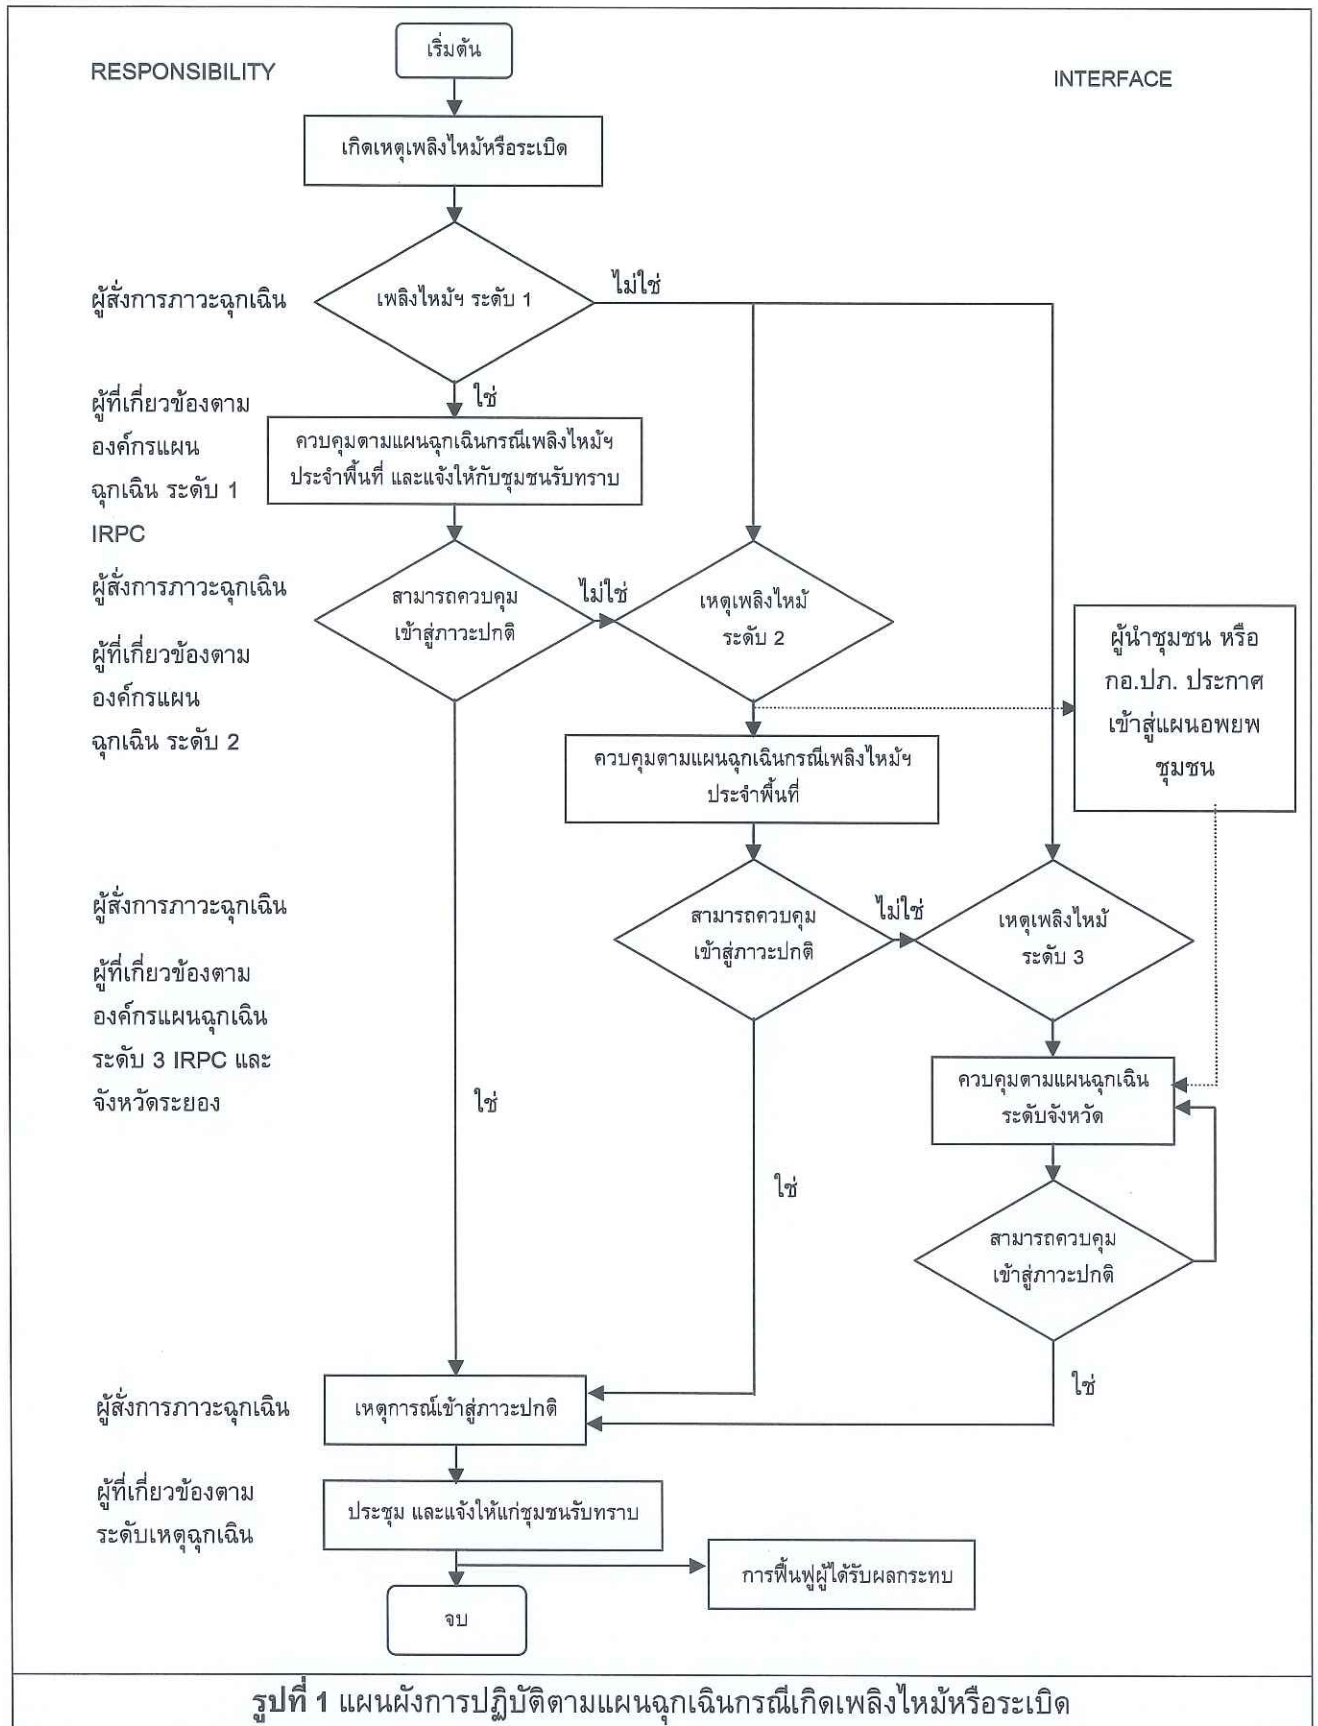 เริ่มต้น
RESPONSIBILITY
INTERFACE
เกิดเหตุเพลิงไหม้หรือระเบิด
ผู้สั่งการภาวะฉุกเฉิน
เพลิงไหม้ฯ ระดับ 1
ไม่ใช่
ใช่
ผู้ที่เกี่ยวข้องตาม
องค์กรแผน
ฉุกเฉิน ระดับ 1
IRPC
ควบคุมตามแผนฉุกเฉินกรณีเพลิงไหม้ฯ
ประจำพื้นที่ และแจ้งให้กับชุมชนรับทราบ
ผู้สั่งการภาวะฉุกเฉิน
สามารถควบคุม
เข้าสู่ภาวะปกติ
ไม่ใช่
เหตุเพลิงไหม้
ระดับ 2
ผู้นำชุมชน หรือ
กอ.ปภ. ประกาศ
เข้าสู่แผนอพยพ
ชุมชน
ผู้ที่เกี่ยวข้องตาม
องค์กรแผน
ฉุกเฉิน ระดับ 2
ควบคุมตามแผนฉุกเฉินกรณีเพลิงไหม้ฯ
ประจำพื้นที่
ผู้สั่งการภาวะฉุกเฉิน
สามารถควบคุม
เข้าสู่ภาวะปกติ
ไม่ใช่
เหตุเพลิงไหม้
ระดับ 3
ผู้ที่เกี่ยวข้องตาม
องค์กรแผนฉุกเฉิน
ระดับ 3 IRPC และ
จังหวัดระยอง
ใช่
ควบคุมตามแผนฉุกเฉิน
ระดับจังหวัด
ใช่
สามารถควบคุม
เข้าสู่ภาวะปกติ
ใช่
ผู้สั่งการภาวะฉุกเฉิน
เหตุการณ์เข้าสู่ภาวะปกติ
ผู้ที่เกี่ยวข้องตาม
ระดับเหตุฉุกเฉิน
ประชุม และแจ้งให้แก่ชุมชนรับทราบ
การฟื้นฟูผู้ได้รับผลกระทบ
จบ
รูปที่ 1 แผนผังการปฏิบัติตามแผนฉุกเฉินกรณีเกิดเพลิงไหม้หรือระเบิด